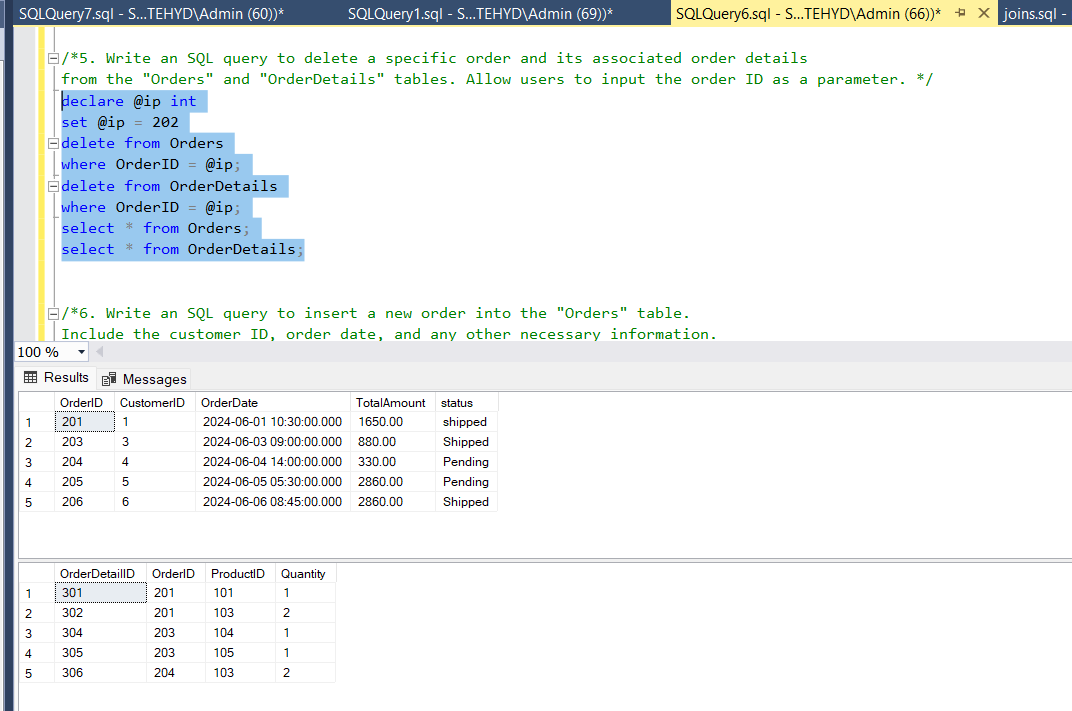 SQLQuery7.sql - S...TEHYD\Admin (60))* SQLQuery1.sql - S...TEHYD\Admin (69))* SQLQuery6.sql - S...TEHYD\Admin (66))* joins.sql -
/*5. Write an SQL query to delete a specific order and its associated order details
from the "Orders" and "OrderDetails" tables. Allow users to input the order ID as a parameter. */
declare @ip int
set @ip = 202
delete from Orders
where OrderID = @ip;
delete from OrderDetails
where OrderID = @ip;
select * from Orders;
select * from OrderDetails;
/*6. Write an SQL query to insert a new order into the "Orders" table.
Include the customer ID, order date, and any other necessary information.
100 %
Results Messages
OrderID CustomerID OrderDate TotalAmount status
1 201 1 2024-06-01 10:30:00.000 1650.00 shipped
2 203 3 2024-06-03 09:00:00.000 880.00 Shipped
3 204 4 2024-06-04 14:00:00.000 330.00 Pending
4 205 5 2024-06-05 05:30:00.000 2860.00 Pending
5 206 6 2024-06-06 08:45:00.000 2860.00 Shipped
OrderDetailID OrderID ProductID Quantity
1 301 201 101 1
2 302 201 103 2
3 304 203 104 1
4 305 203 105 1
5 306 204 103 2